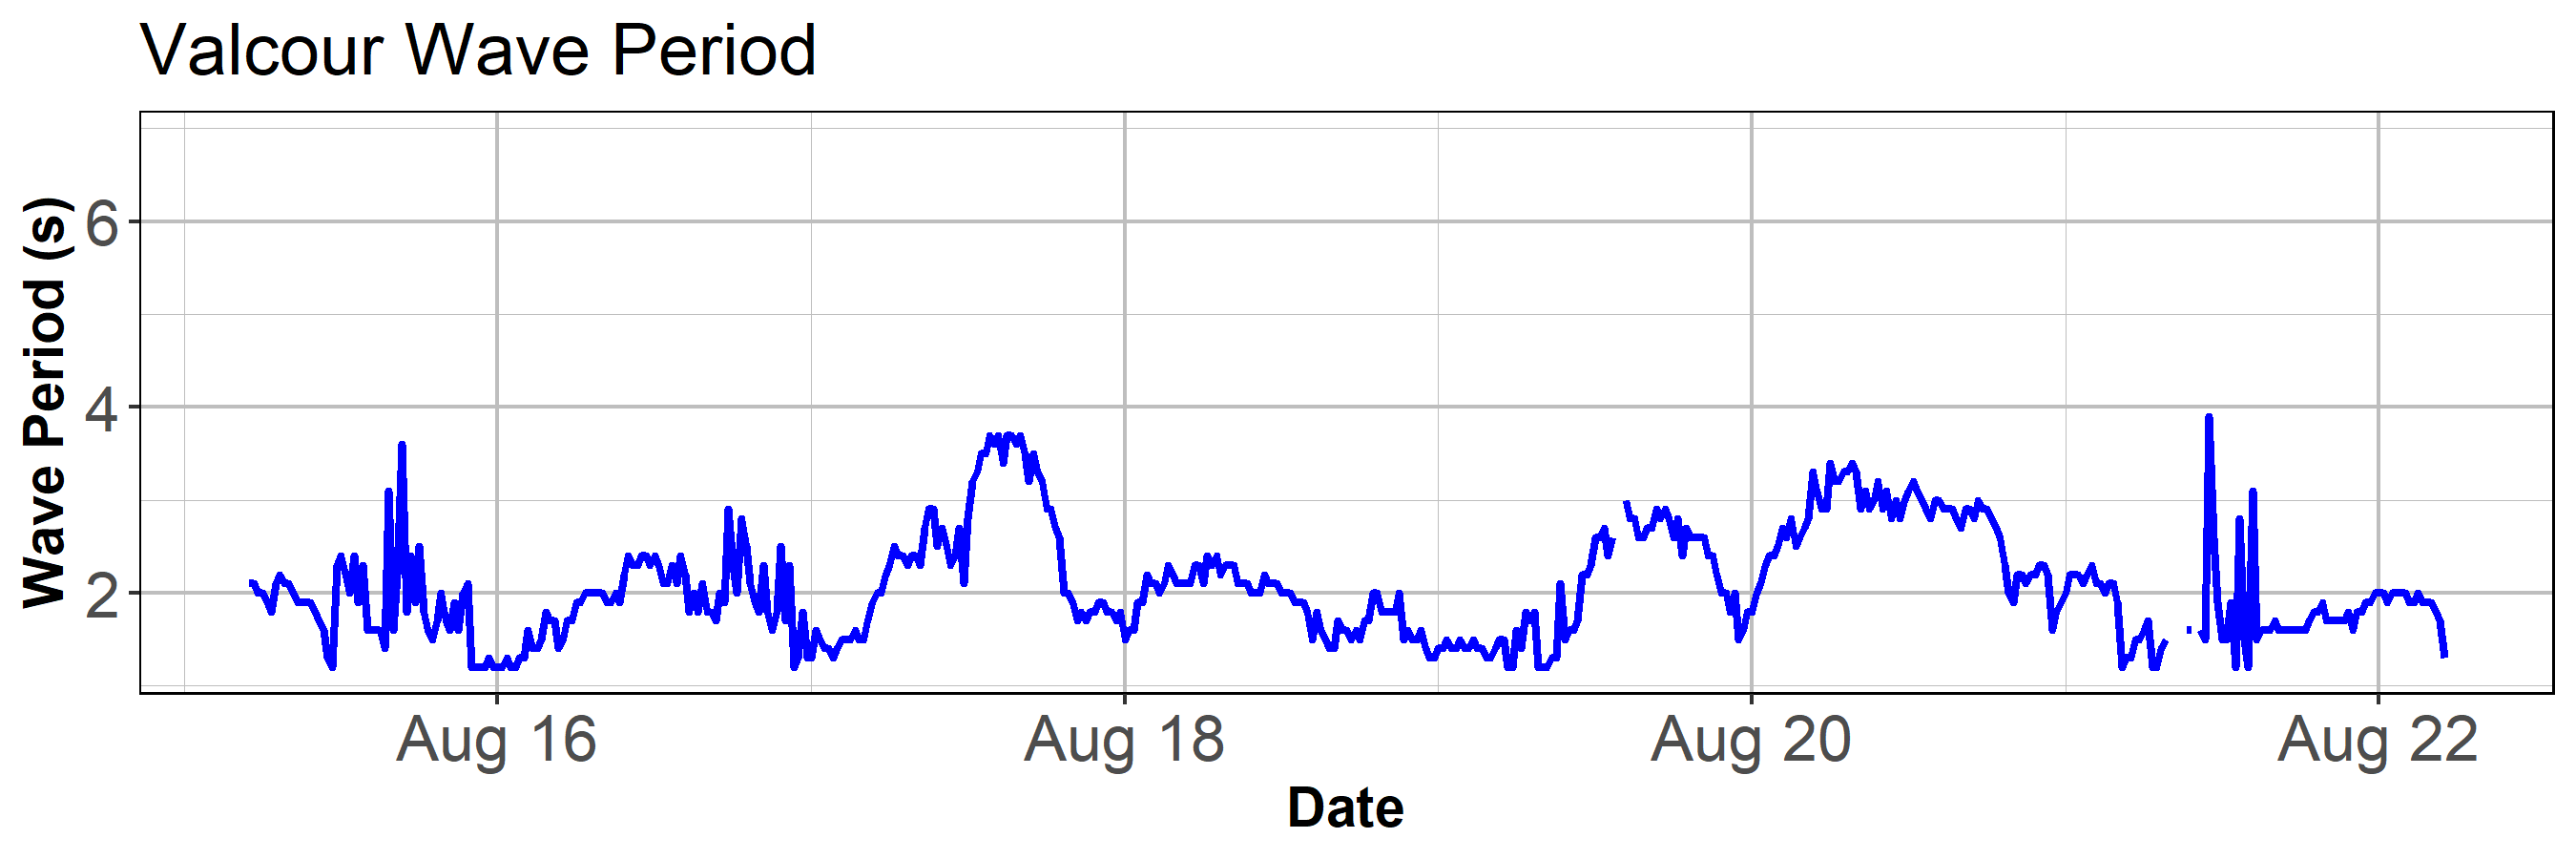 Valcour Wave Period
Wave Period (s)
6
4
2
Aug 16
Aug 18
Aug 20
Aug 22
Date